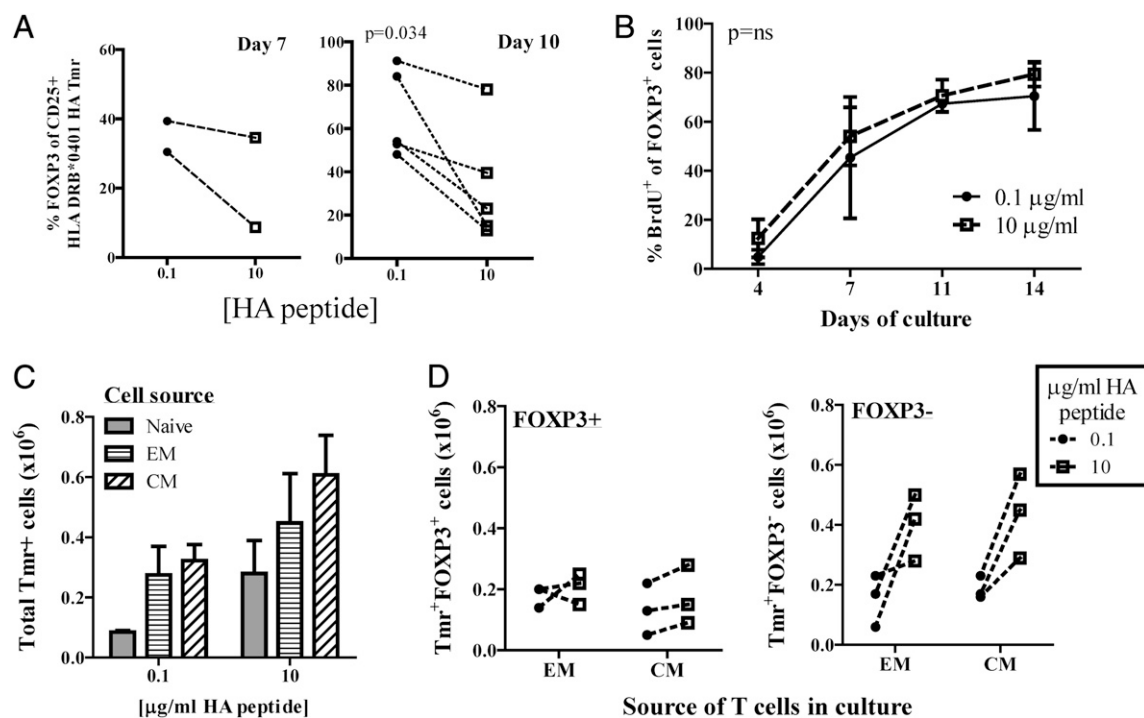 A
Day 7
% FOXP3 of CD25+
HLA DRB*0401 HA Tmr
60
40
20
0
0.1
10
p=0.034
Day 10
100
80
60
40
20
0
0.1
10
[HA peptide]
B
p=ns
% BrdU⁺ of FOXP3⁺ cells
100
80
60
40
20
0
4
7
11
14
0.1 μg/ml
10 μg/ml
Days of culture
C
Cell source
Naive
EM
CM
Total Tmr+ cells (x10⁶)
0.8
0.6
0.4
0.2
0.0
0.1
10
[μg/ml HA peptide]
D
FOXP3+
Tmr⁺FOXP3⁺ cells (x10⁶)
0.8
0.6
0.4
0.2
0.0
EM
CM
FOXP3-
Tmr⁺FOXP3⁻ cells (x10⁶)
0.8
0.6
0.4
0.2
0.0
EM
CM
μg/ml HA
peptide
0.1
10
Source of T cells in culture